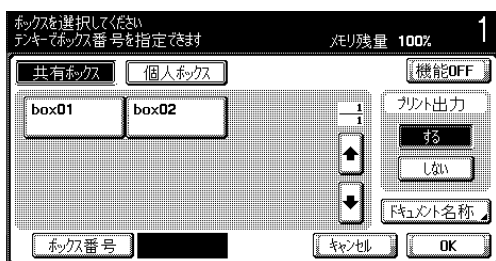 ボックスを選択してください
テンキーでボックス番号を指定できます
メモリ残量 100%
1
共有ボックス
個人ボックス
機能OFF
box01
box02
1
1
プリント出力
する
しない
ドキュメント名称
ボックス番号
キャンセル
OK